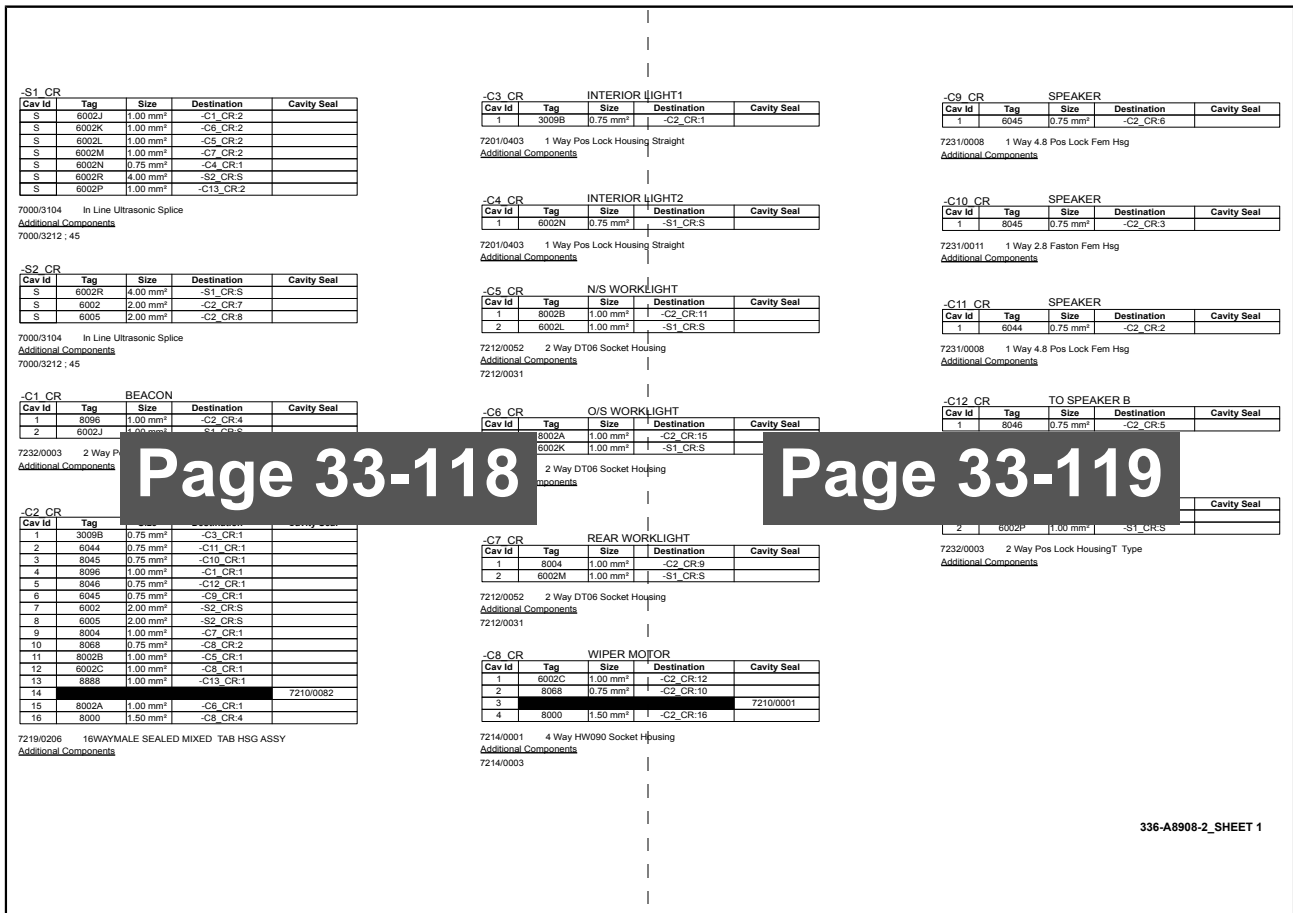 -S1_CR
Cav Id Tag Size Destination Cavity Seal
S 6002J 1.00 mm² -C1_CR:2
S 6002K 1.00 mm² -C6_CR:2
S 6002L 1.00 mm² -C5_CR:2
S 6002M 1.00 mm² -C7_CR:2
S 6002N 0.75 mm² -C4_CR:1
S 6002R 4.00 mm² -S2_CR:S
S 6002P 1.00 mm² -C13_CR:2
7000/3104 In Line Ultrasonic Splice
Additional Components
7000/3212 ; 45
-S2_CR
Cav Id Tag Size Destination Cavity Seal
S 6002R 4.00 mm² -S1_CR:S
S 6002 2.00 mm² -C2_CR:7
S 6005 2.00 mm² -C2_CR:8
7000/3104 In Line Ultrasonic Splice
Additional Components
7000/3212 ; 45
-C1_CR BEACON
Cav Id Tag Size Destination Cavity Seal
1 8096 1.00 mm² -C2_CR:4
2 6002J 1.00 mm² -S1_CR:S
7232/0003 2 Way
Additional Components
Page 33-118
-C2_CR
Cav Id Tag Size Destination Cavity Seal
1 3009B 0.75 mm² -C3_CR:1
2 6044 0.75 mm² -C11_CR:1
3 8045 0.75 mm² -C10_CR:1
4 8096 1.00 mm² -C1_CR:1
5 8046 0.75 mm² -C12_CR:1
6 6045 0.75 mm² -C9_CR:1
7 6002 2.00 mm² -S2_CR:S
8 6005 2.00 mm² -S2_CR:S
9 8004 1.00 mm² -C7_CR:1
10 8068 0.75 mm² -C8_CR:2
11 8002B 1.00 mm² -C5_CR:1
12 6002C 1.00 mm² -C8_CR:1
13 8888 1.00 mm² -C13_CR:1
14 7210/0082
15 8002A 1.00 mm² -C6_CR:1
16 8000 1.50 mm² -C8_CR:4
7219/0206 16WAYMALE SEALED MIXED TAB HSG ASSY
Additional Components
-C3_CR INTERIOR LIGHT1
Cav Id Tag Size Destination Cavity Seal
1 3009B 0.75 mm² -C2_CR:1
7201/0403 1 Way Pos Lock Housing Straight
Additional Components
-C4_CR INTERIOR LIGHT2
Cav Id Tag Size Destination Cavity Seal
1 6002N 0.75 mm² -S1_CR:S
7201/0403 1 Way Pos Lock Housing Straight
Additional Components
-C5_CR N/S WORKLIGHT
Cav Id Tag Size Destination Cavity Seal
1 8002B 1.00 mm² -C2_CR:11
2 6002L 1.00 mm² -S1_CR:S
7212/0052 2 Way DT06 Socket Housing
Additional Components
7212/0031
-C6_CR O/S WORKLIGHT
Cav Id Tag Size Destination Cavity Seal
8002A 1.00 mm² -C2_CR:15
6002K 1.00 mm² -S1_CR:S
2 Way DT06 Socket Housing
-C7_CR REAR WORKLIGHT
Cav Id Tag Size Destination Cavity Seal
1 8004 1.00 mm² -C2_CR:9
2 6002M 1.00 mm² -S1_CR:S
7212/0052 2 Way DT06 Socket Housing
Additional Components
7212/0031
-C8_CR WIPER MOTOR
Cav Id Tag Size Destination Cavity Seal
1 6002C 1.00 mm² -C2_CR:12
2 8068 0.75 mm² -C2_CR:10
3 7210/0001
4 8000 1.50 mm² -C2_CR:16
7214/0001 4 Way HW090 Socket Housing
Additional Components
7214/0003
-C9_CR SPEAKER
Cav Id Tag Size Destination Cavity Seal
1 6045 0.75 mm² -C2_CR:6
7231/0008 1 Way 4.8 Pos Lock Fem Hsg
Additional Components
-C10_CR SPEAKER
Cav Id Tag Size Destination Cavity Seal
1 8045 0.75 mm² -C2_CR:3
7231/0011 1 Way 2.8 Faston Fem Hsg
Additional Components
-C11_CR SPEAKER
Cav Id Tag Size Destination Cavity Seal
1 6044 0.75 mm² -C2_CR:2
7231/0008 1 Way 4.8 Pos Lock Fem Hsg
Additional Components
-C12_CR TO SPEAKER B
Cav Id Tag Size Destination Cavity Seal
1 8046 0.75 mm² -C2_CR:5
Page 33-119
Cavity Seal
2 6002P 1.00 mm² -S1_CR:S
7232/0003 2 Way Pos Lock HousingT Type
Additional Components
336-A8908-2_SHEET 1